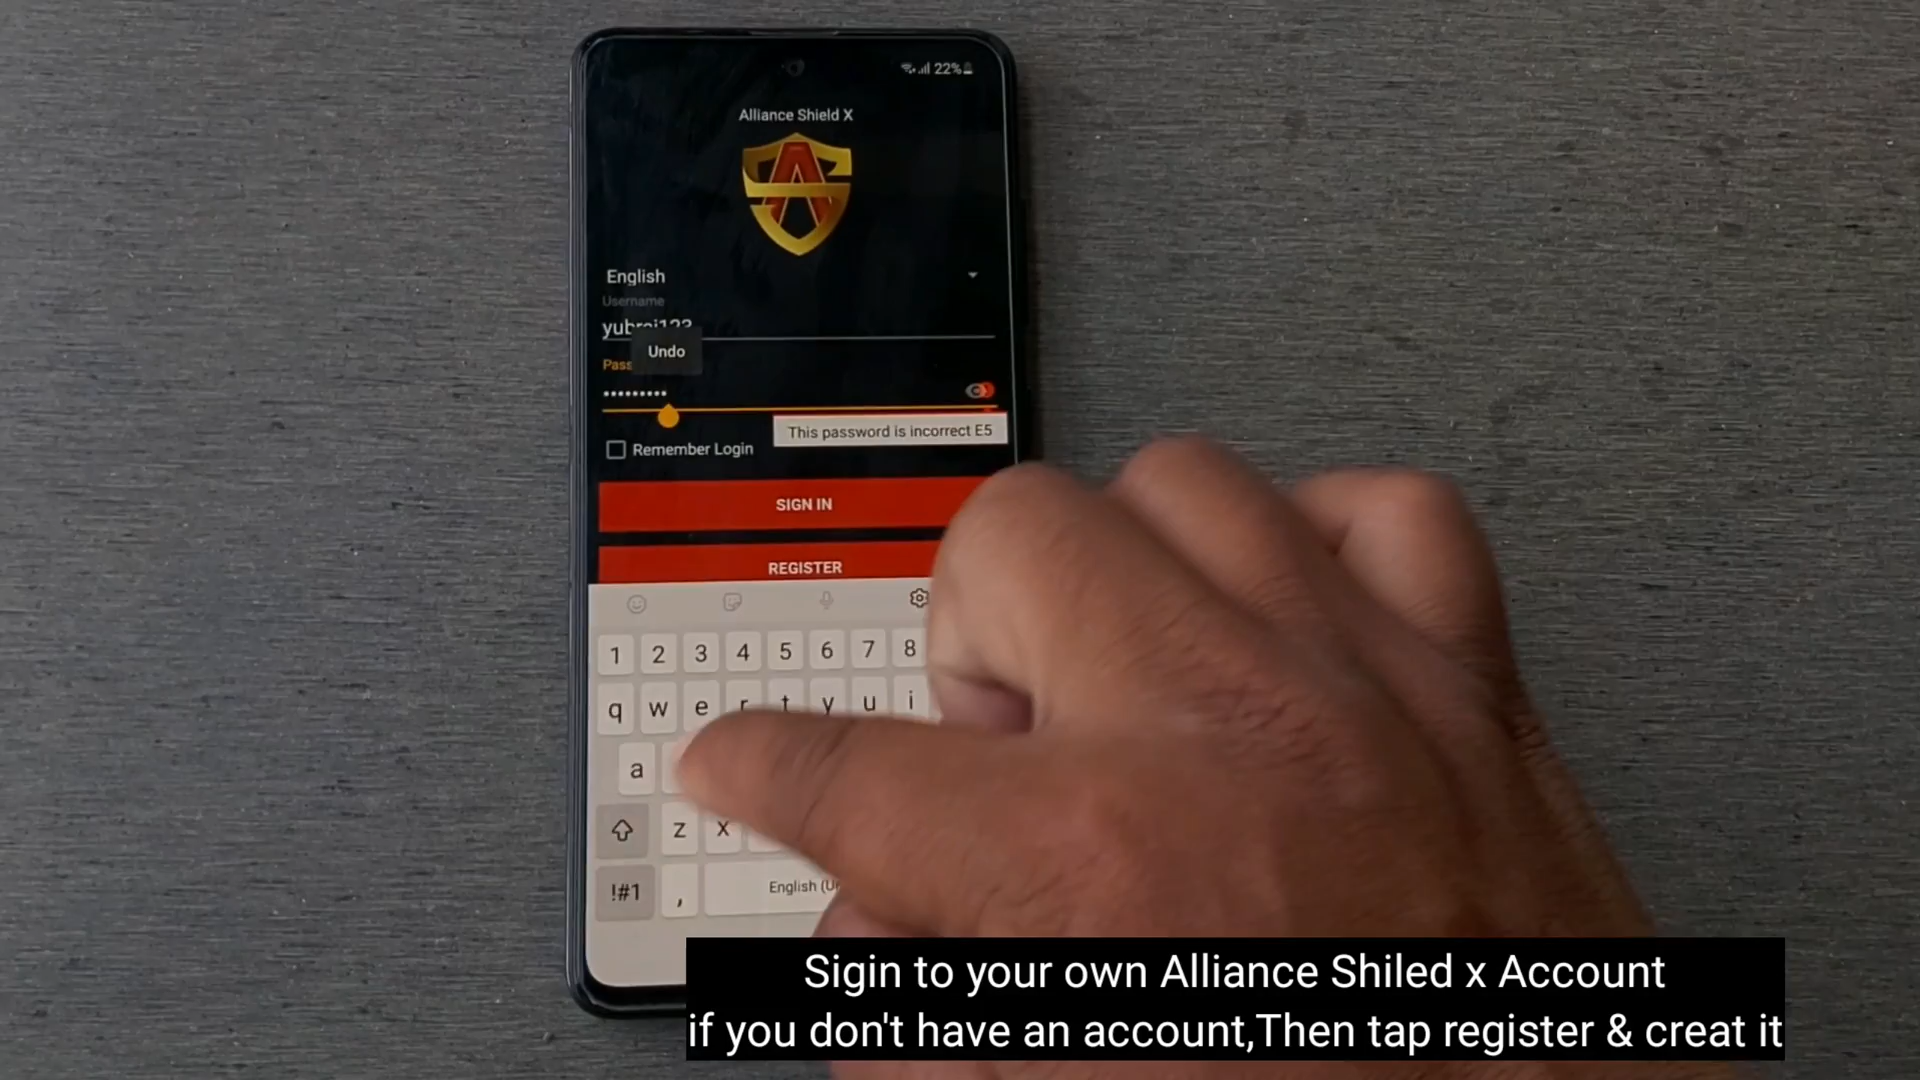 22%
Alliance Shield X
English
Username
Undo
Pass
This password is incorrect E5
Remember Login
SIGN IN
REGISTER
1 2 3 4 5 6 7 8
q w e r t y u i
a
z x
!#1 , English
Sigin to your own Alliance Shiled x Account
if you don't have an account,Then tap register & creat it